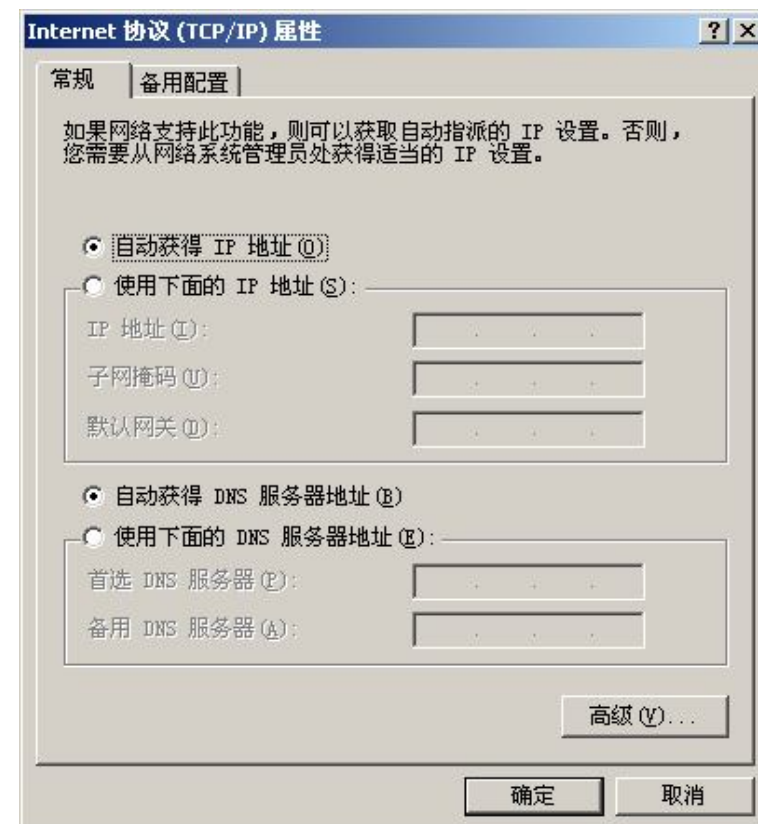 Internet 协议 (TCP/IP) 属性
常规
备用配置
如果网络支持此功能，则可以获取自动指派的 IP 设置。否则，
您需要从网络系统管理员处获得适当的 IP 设置。
自动获得 IP 地址(O)
使用下面的 IP 地址(S):
IP 地址(I):
子网掩码(U):
默认网关(D):
自动获得 DNS 服务器地址(B)
使用下面的 DNS 服务器地址(E):
首选 DNS 服务器(P):
备用 DNS 服务器(A):
高级(V)...
确定
取消